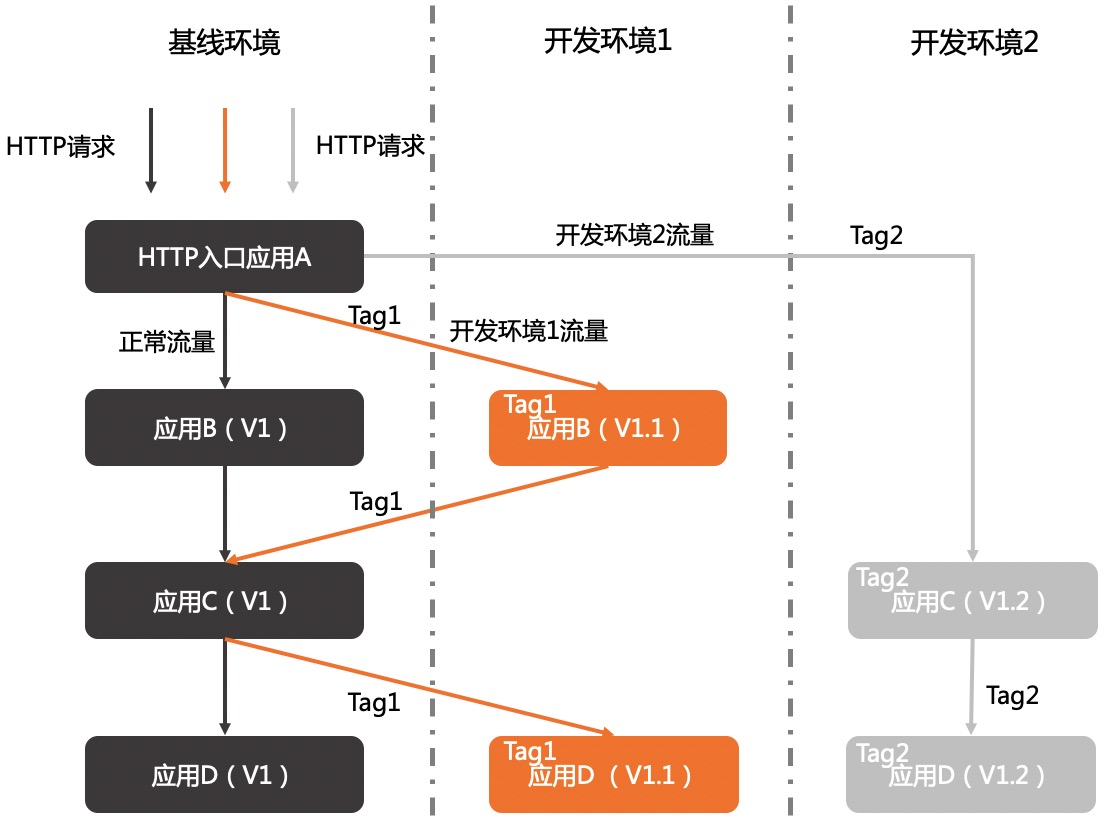 基线环境
开发环境1
开发环境2
HTTP请求
HTTP请求
HTTP入口应用A
开发环境2流量
Tag2
正常流量
Tag1
开发环境1流量
应用B（V1）
Tag1
应用B（V1.1）
Tag1
应用C（V1）
Tag2
应用C（V1.2）
Tag1
Tag2
应用D（V1）
Tag1
应用D （V1.1）
Tag2
应用D（V1.2）